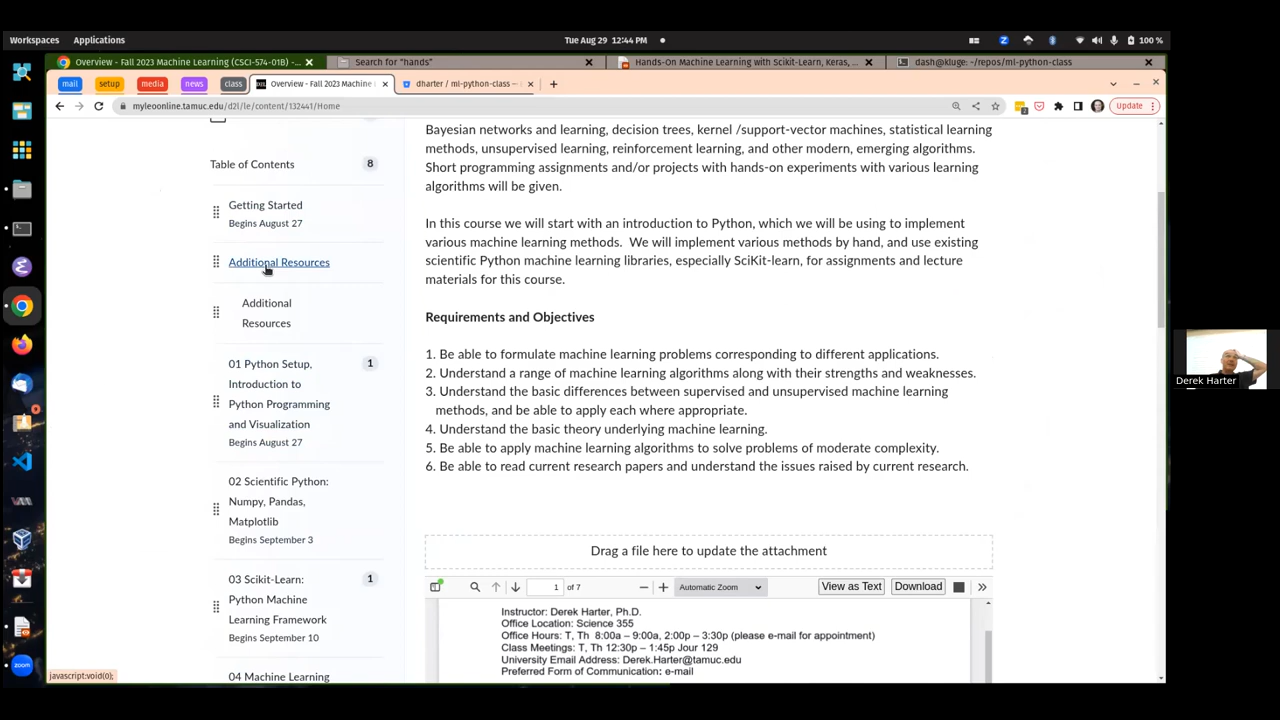 Workspaces Applications Tue Aug 29 12:44 PM 100 %
Overview - Fall 2023 Machine Learning (CSCI-574-01B) - ... Search for "hands" Hands-On Machine Learning with Scikit-Learn, Keras, ... dash@kluge: ~/repos/ml-python-class
mail setup media news class Overview - Fall 2023 Machine dharter / ml-python-class —
myleoonline.tamuc.edu/d2l/le/content/132441/Home Update
Table of Contents 8
Getting Started
Begins August 27
Additional Resources
Additional
Resources
01 Python Setup, 1
Introduction to
Python Programming
and Visualization
Begins August 27
02 Scientific Python:
Numpy, Pandas,
Matplotlib
Begins September 3
03 Scikit-Learn: 1
Python Machine
Learning Framework
Begins September 10
04 Machine Learning
Bayesian networks and learning, decision trees, kernel /support-vector machines, statistical learning
methods, unsupervised learning, reinforcement learning, and other modern, emerging algorithms.
Short programming assignments and/or projects with hands-on experiments with various learning
algorithms will be given.
In this course we will start with an introduction to Python, which we will be using to implement
various machine learning methods. We will implement various methods by hand, and use existing
scientific Python machine learning libraries, especially SciKit-learn, for assignments and lecture
materials for this course.
Requirements and Objectives
1. Be able to formulate machine learning problems corresponding to different applications.
2. Understand a range of machine learning algorithms along with their strengths and weaknesses.
3. Understand the basic differences between supervised and unsupervised machine learning
methods, and be able to apply each where appropriate.
4. Understand the basic theory underlying machine learning.
5. Be able to apply machine learning algorithms to solve problems of moderate complexity.
6. Be able to read current research papers and understand the issues raised by current research.
Drag a file here to update the attachment
1 of 7 Automatic Zoom View as Text Download
Instructor: Derek Harter, Ph.D.
Office Location: Science 355
Office Hours: T, Th 8:00a – 9:00a, 2:00p – 3:30p (please e-mail for appointment)
Class Meetings: T, Th 12:30p – 1:45p Jour 129
University Email Address: Derek.Harter@tamuc.edu
Preferred Form of Communication: e-mail
javascript:void(0);
zoom
Derek Harter